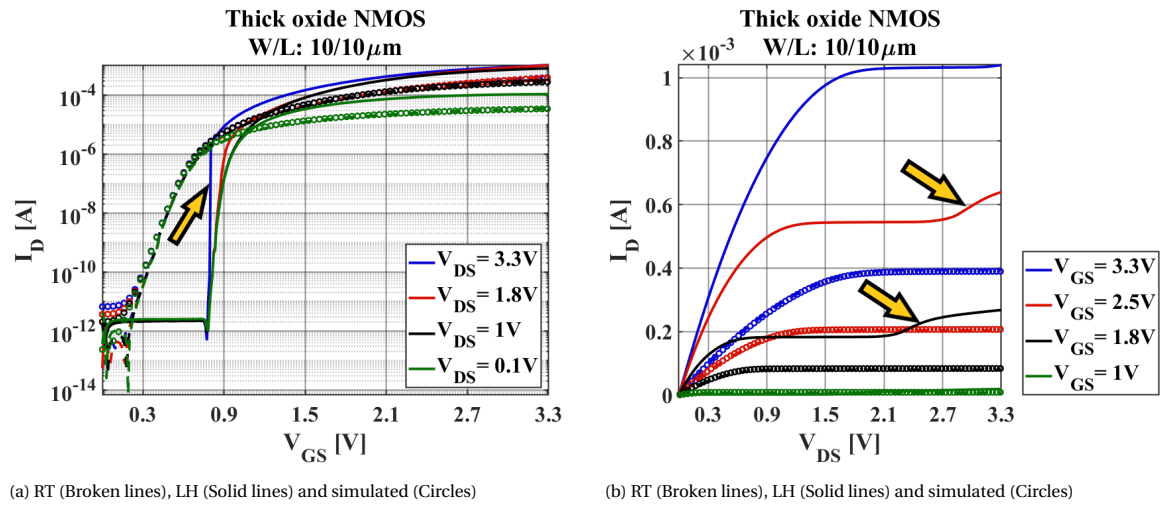 Thick oxide NMOS
W/L: 10/10μm
I_D [A]
10^-4
10^-6
10^-8
10^-10
10^-12
10^-14
0.3 0.9 1.5 2.1 2.7 3.3
V_GS [V]
V_DS = 3.3V
V_DS = 1.8V
V_DS = 1V
V_DS = 0.1V
(a) RT (Broken lines), LH (Solid lines) and simulated (Circles)
Thick oxide NMOS
W/L: 10/10μm
×10^-3
I_D [A]
1
0.8
0.6
0.4
0.2
0
0.3 0.9 1.5 2.1 2.7 3.3
V_DS [V]
V_GS = 3.3V
V_GS = 2.5V
V_GS = 1.8V
V_GS = 1V
(b) RT (Broken lines), LH (Solid lines) and simulated (Circles)